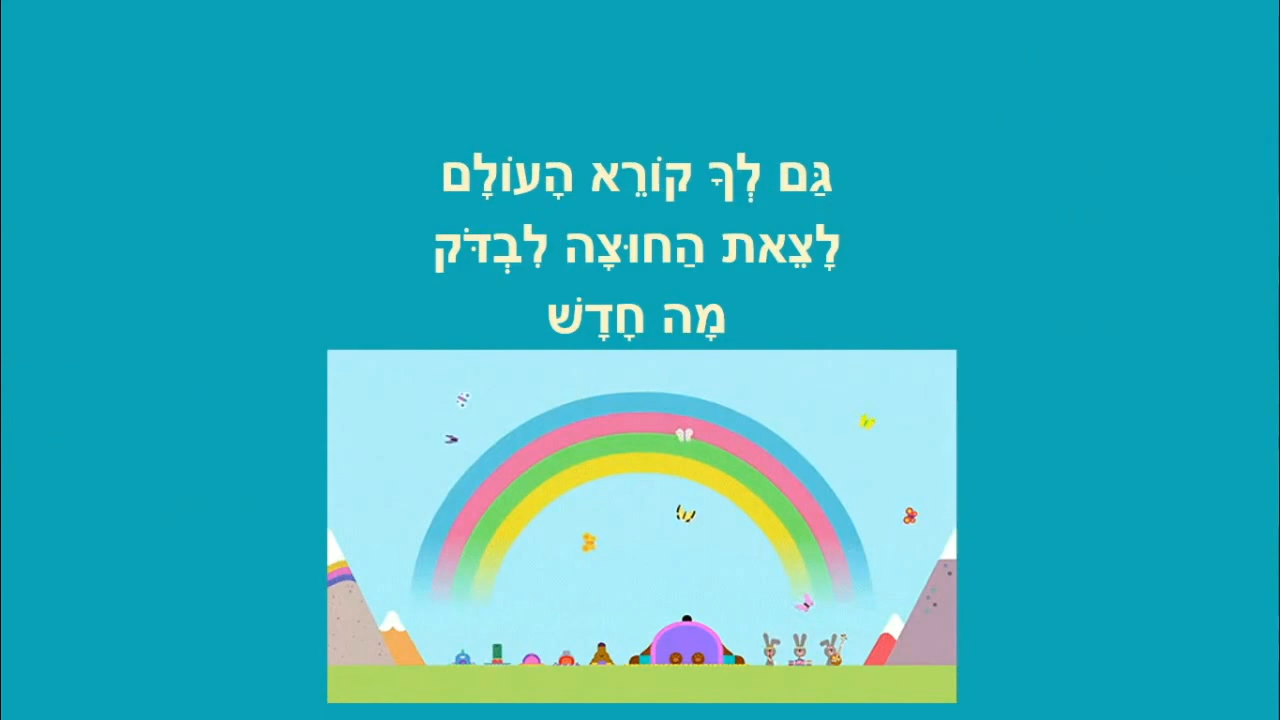 גַּם לְךָ קוֹרֵא הָעוֹלָם
לָצֵאת הַחוּצָה לִבְדֹּק
מָה חָדָשׁ